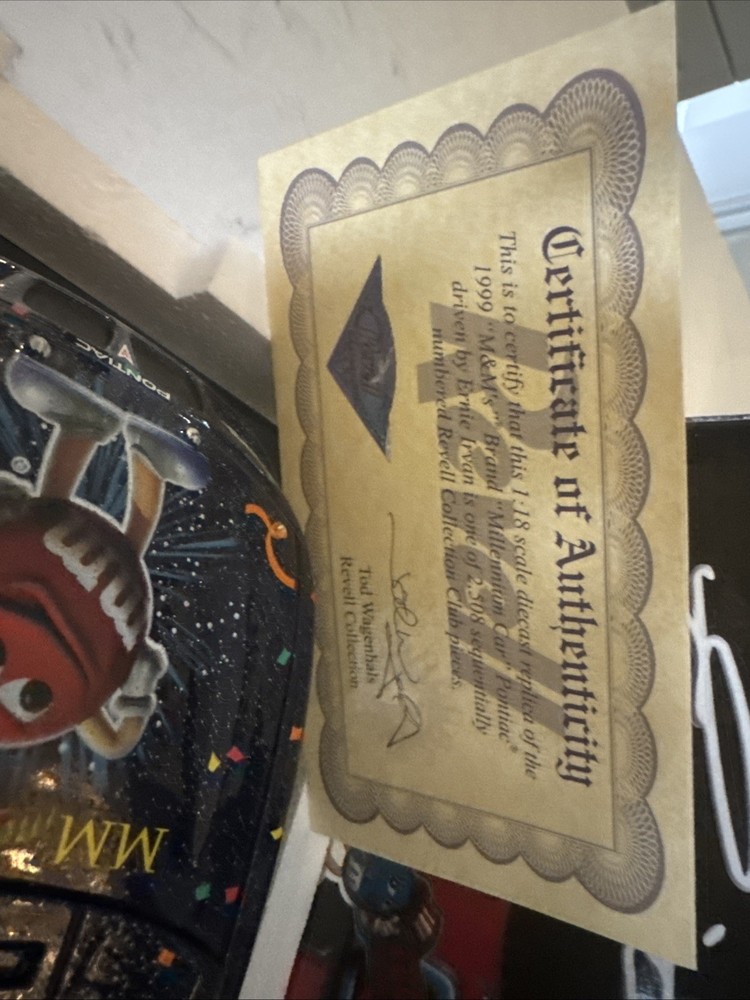 Certificate of Authenticity
This is to certify that this 1:18 scale diecast replica of the
1999 "M&M's" Brand "Millennium Car" Pontiac®
driven by Ernie Irvan is one of 2,508 sequentially
numbered Revell Collection Club pieces.
Revell
Tod Wagenhals
Revell Collection
PONTIAC
MM